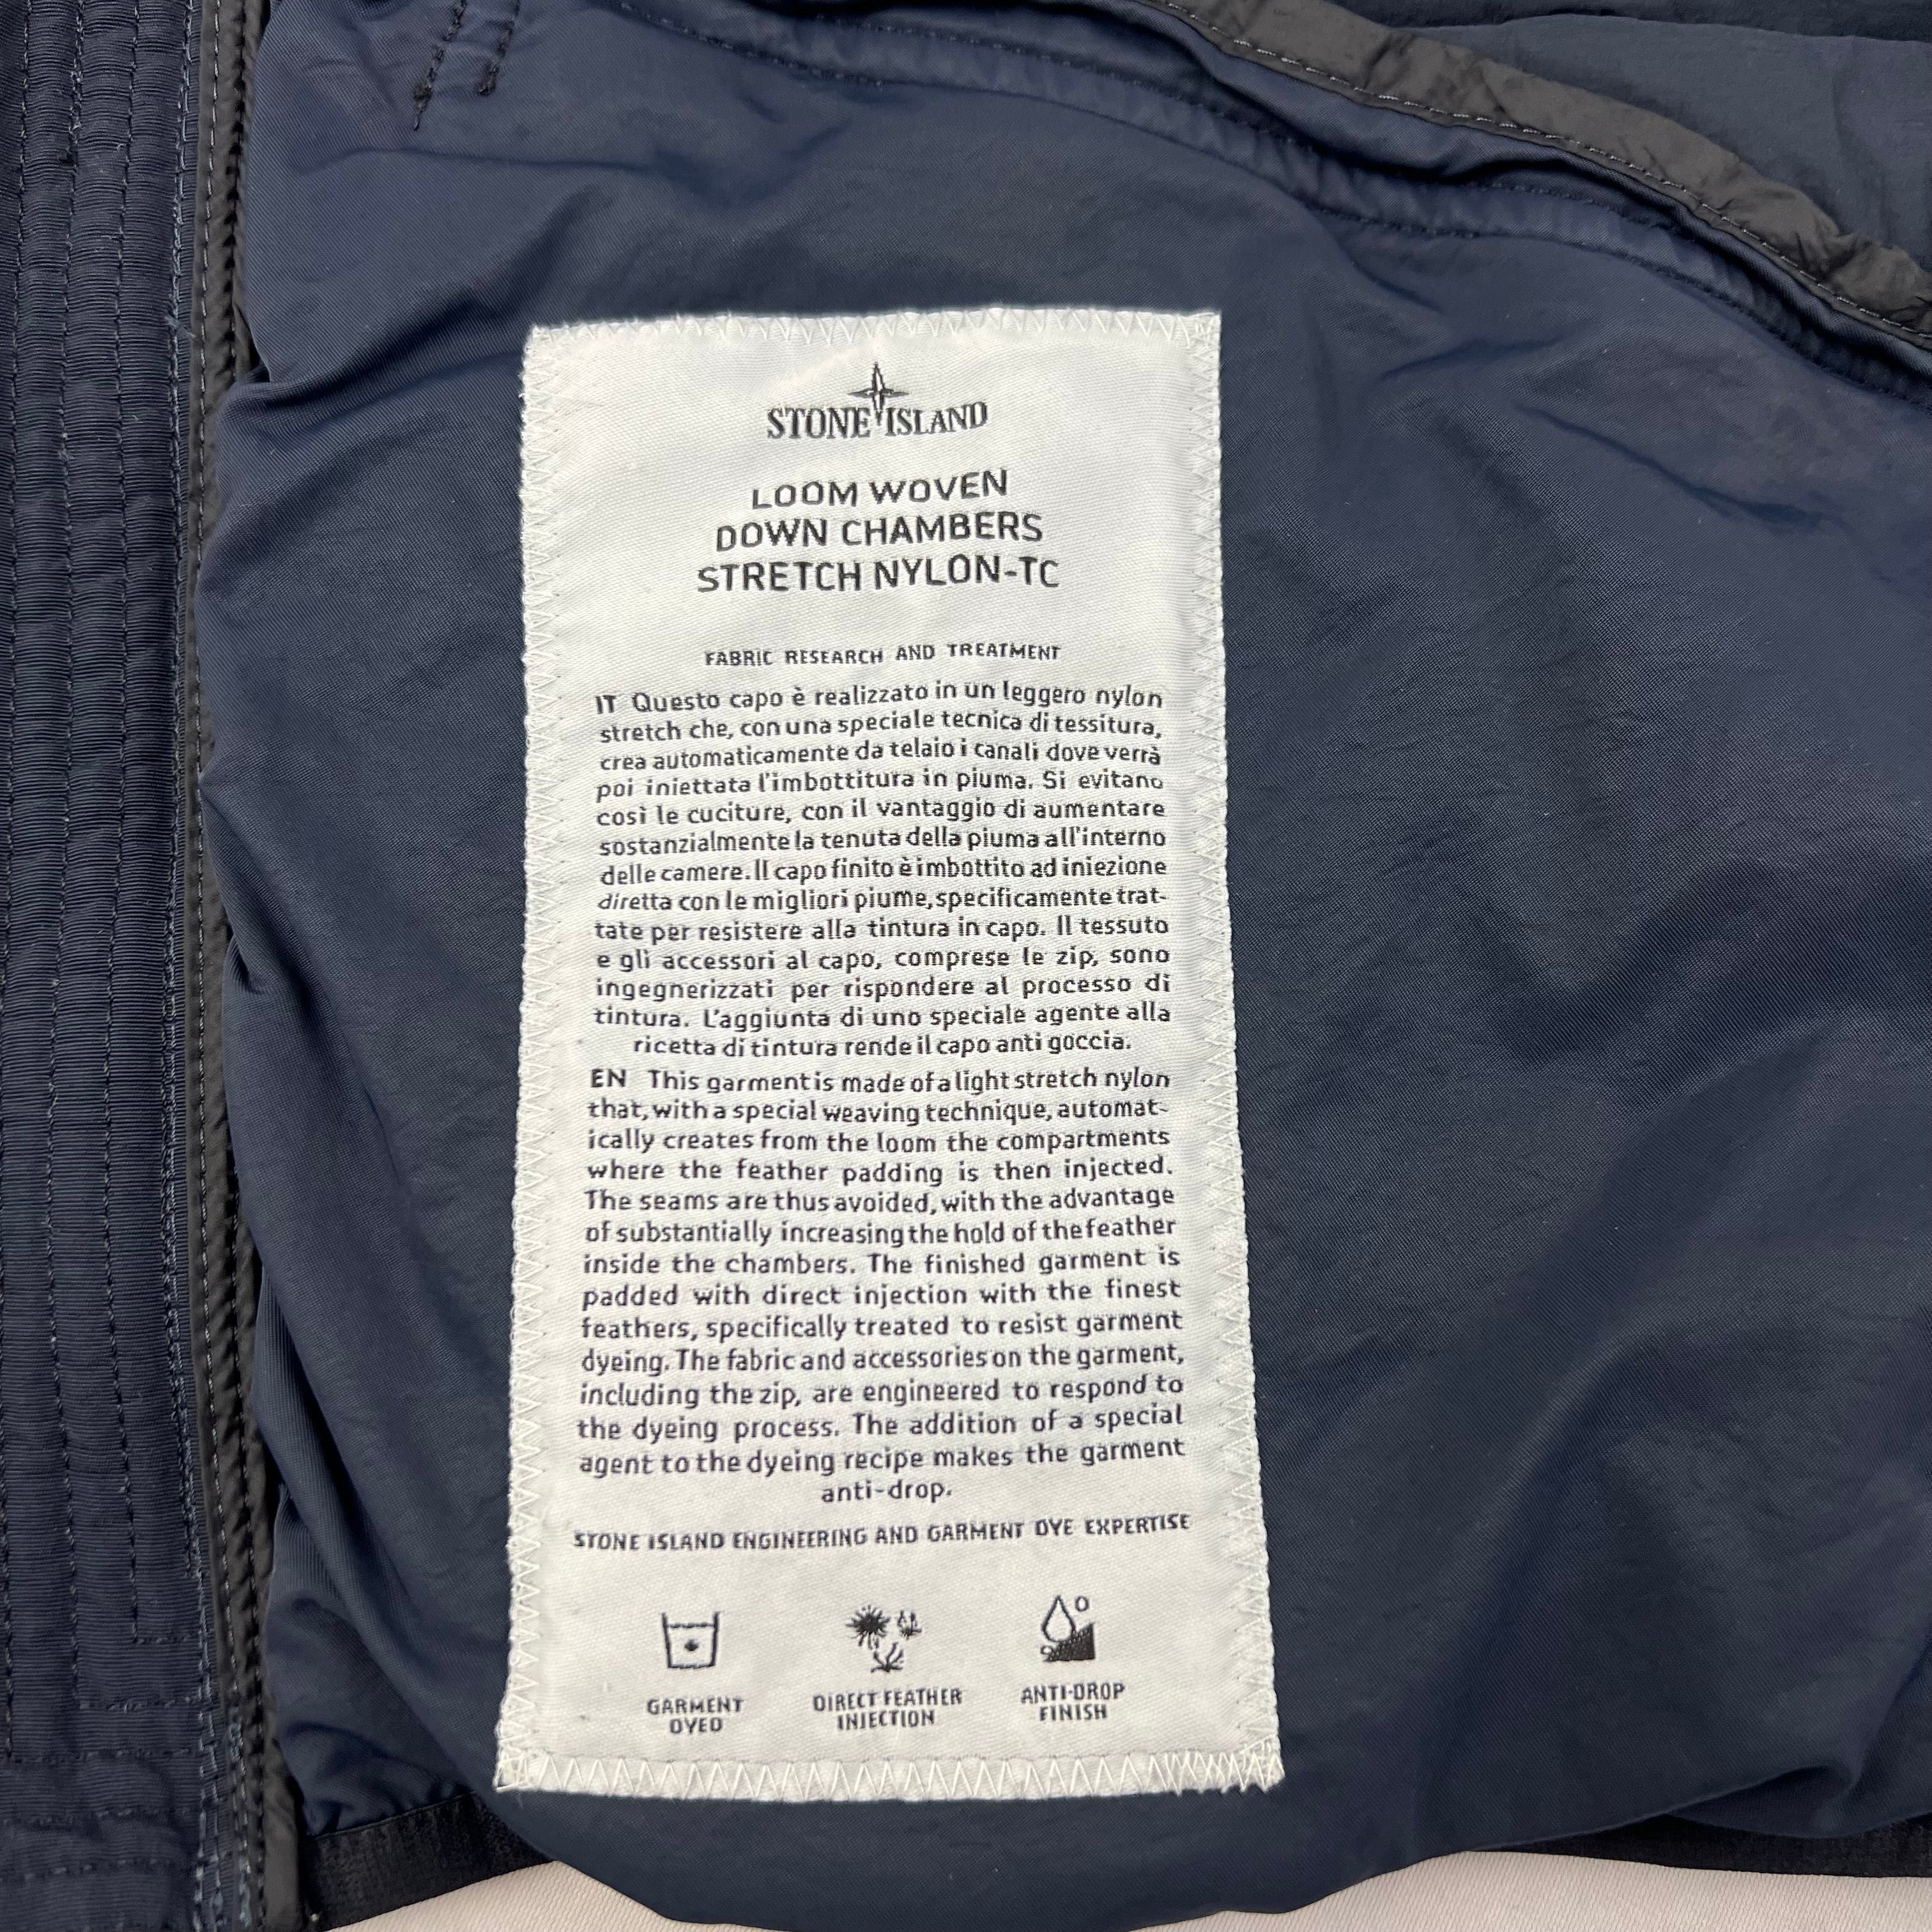 STONE ISLAND
LOOM WOVEN
DOWN CHAMBERS
STRETCH NYLON-TC
FABRIC RESEARCH AND TREATMENT
IT Questo capo è realizzato in un leggero nylon
stretch che, con una speciale tecnica di tessitura,
crea automaticamente da telaio i canali dove verrà
poi iniettata l'imbottitura in piuma. Si evitano
così le cuciture, con il vantaggio di aumentare
sostanzialmente la tenuta della piuma all'interno
delle camere. Il capo finito è imbottito ad iniezione
diretta con le migliori piume, specificamente trat-
tate per resistere alla tintura in capo. Il tessuto
e gli accessori al capo, comprese le zip, sono
ingegnerizzati per rispondere al processo di
tintura. L'aggiunta di uno speciale agente alla
ricetta di tintura rende il capo anti goccia.
EN This garment is made of a light stretch nylon
that, with a special weaving technique, automat-
ically creates from the loom the compartments
where the feather padding is then injected.
The seams are thus avoided, with the advantage
of substantially increasing the hold of the feather
inside the chambers. The finished garment is
padded with direct injection with the finest
feathers, specifically treated to resist garment
dyeing. The fabric and accessories on the garment,
including the zip, are engineered to respond to
the dyeing process. The addition of a special
agent to the dyeing recipe makes the garment
anti-drop.
STONE ISLAND ENGINEERING AND GARMENT DYE EXPERTISE
GARMENT
DYED
DIRECT FEATHER
INJECTION
ANTI-DROP
FINISH